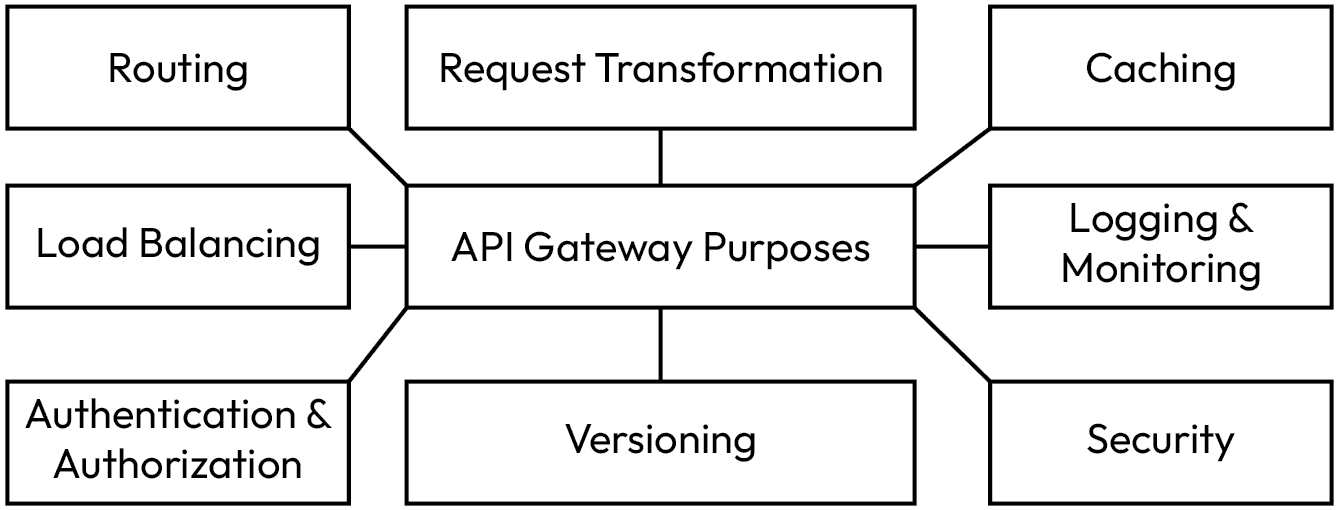 Routing
Request Transformation
Caching
Load Balancing
API Gateway Purposes
Logging &
Monitoring
Authentication &
Authorization
Versioning
Security